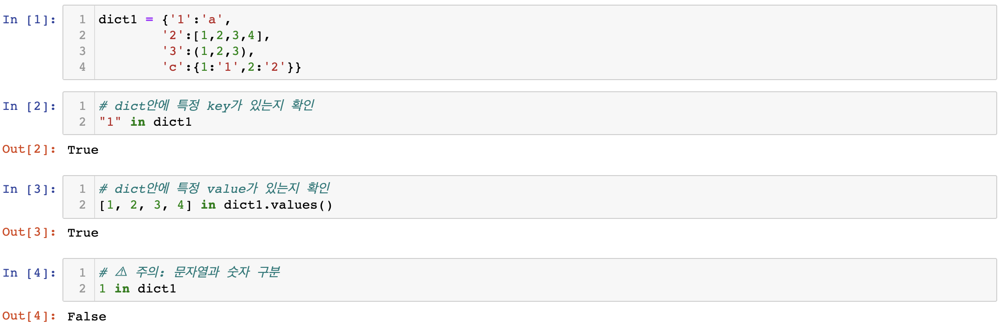 In [1]:
1 dict1 = {'1':'a',
2         '2':[1,2,3,4],
3         '3':(1,2,3),
4         'c':{1:'1',2:'2'}}
In [2]:
1 # dict안에 특정 key가 있는지 확인
2 "1" in dict1
Out[2]: True
In [3]:
1 # dict안에 특정 value가 있는지 확인
2 [1, 2, 3, 4] in dict1.values()
Out[3]: True
In [4]:
1 # ⚠ 주의: 문자열과 숫자 구분
2 1 in dict1
Out[4]: False